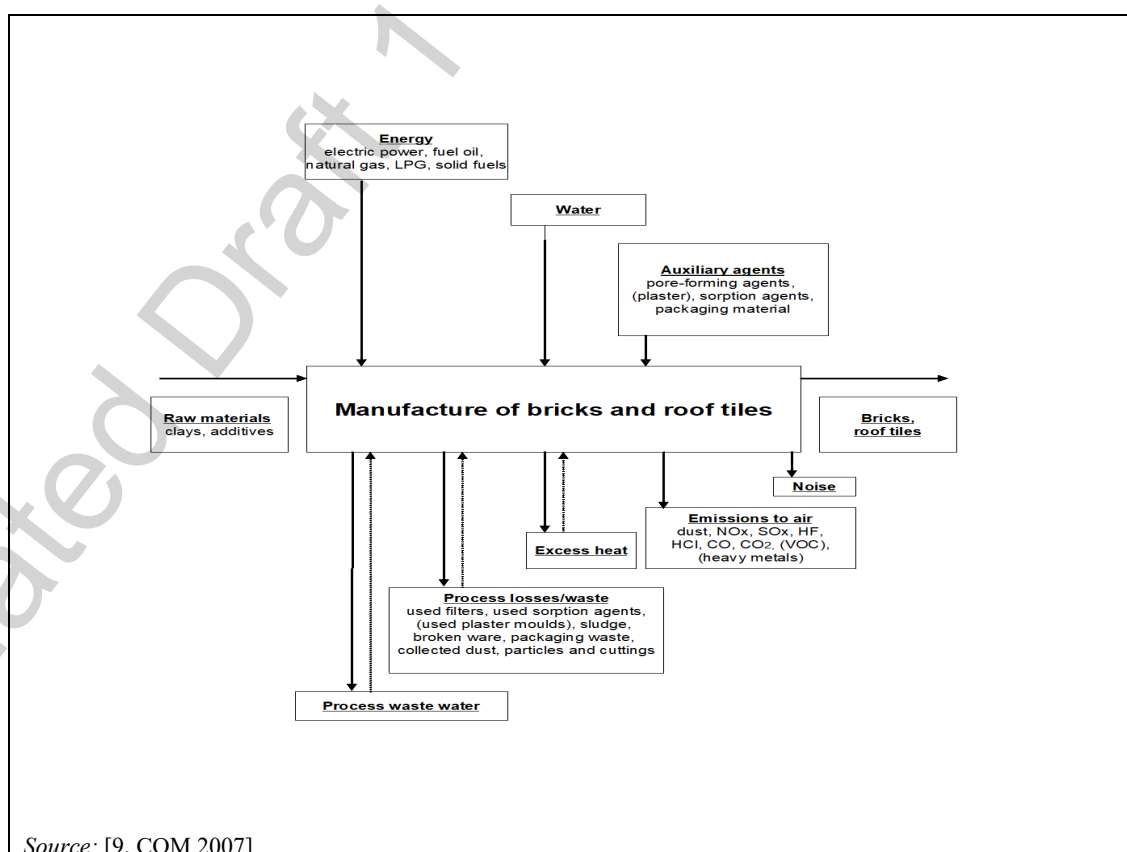 Energy
electric power, fuel oil,
natural gas, LPG, solid fuels
Water
Auxiliary agents
pore-forming agents,
(plaster), sorption agents,
packaging material
Manufacture of bricks and roof tiles
Raw materials
clays, additives
Bricks,
roof tiles
Noise
Emissions to air
dust, NOx, SOx, HF,
HCl, CO, CO2, (VOC),
(heavy metals)
Excess heat
Process losses/waste
used filters, used sorption agents,
(used plaster moulds), sludge,
broken ware, packaging waste,
collected dust, particles and cuttings
Process waste water
Source: [9, COM 2007]
ated Draft 1